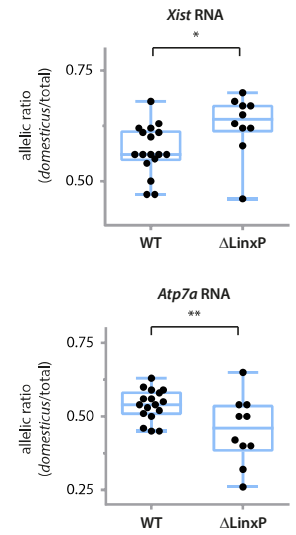 Xist RNA
*
allelic ratio
(domesticus/total)
0.75
0.50
WT ΔLinxP
Atp7a RNA
**
allelic ratio
(domesticus/total)
0.75
0.50
0.25
WT ΔLinxP